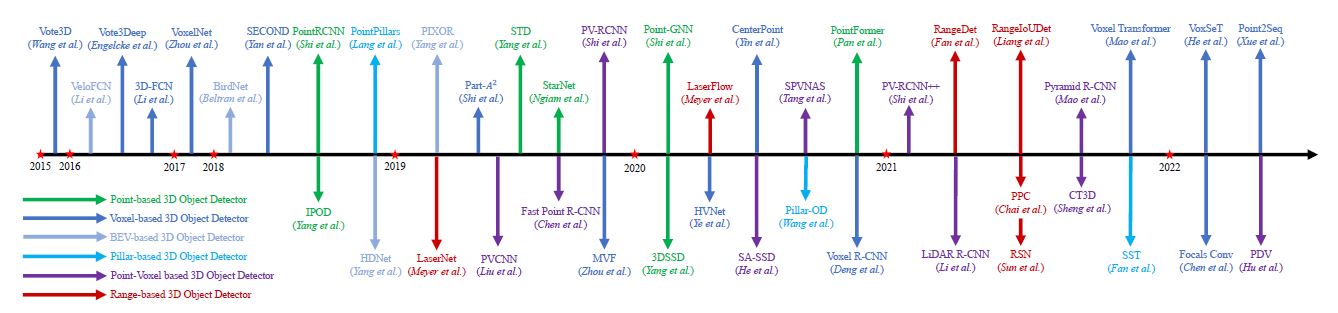 Vote3D
(Wang et al.)
Vote3Deep
(Engelcke et al.)
VoxelNet
(Zhou et al.)
SECOND
(Yan et al.)
PointRCNN
(Shi et al.)
PointPillars
(Lang et al.)
PIXOR
(Yang et al.)
STD
(Yang et al.)
PV-RCNN
(Shi et al.)
Point-GNN
(Shi et al.)
CenterPoint
(Yin et al.)
PointFormer
(Pan et al.)
RangeDet
(Fan et al.)
RangeIoUDet
(Liang et al.)
Voxel Transformer
(Mao et al.)
VoxSeT
(He et al.)
Point2Seq
(Xue et al.)
VeloFCN
(Li et al.)
3D-FCN
(Li et al.)
BirdNet
(Beltran et al.)
Part-A²
(Shi et al.)
StarNet
(Ngiam et al.)
LaserFlow
(Meyer et al.)
SPVNAS
(Tang et al.)
PV-RCNN++
(Shi et al.)
Pyramid R-CNN
(Mao et al.)
2015
2016
2017
2018
2019
2020
2021
2022
IPOD
(Yang et al.)
Fast Point R-CNN
(Chen et al.)
HVNet
(Ye et al.)
Pillar-OD
(Wang et al.)
PPC
(Chai et al.)
CT3D
(Sheng et al.)
HDNet
(Yang et al.)
LaserNet
(Meyer et al.)
PVCNN
(Liu et al.)
MVF
(Zhou et al.)
3DSSD
(Yang et al.)
SA-SSD
(He et al.)
Voxel R-CNN
(Deng et al.)
LiDAR R-CNN
(Li et al.)
RSN
(Sun et al.)
SST
(Fan et al.)
Focals Conv
(Chen et al.)
PDV
(Hu et al.)
Point-based 3D Object Detector
Voxel-based 3D Object Detector
BEV-based 3D Object Detector
Pillar-based 3D Object Detector
Point-Voxel based 3D Object Detector
Range-based 3D Object Detector